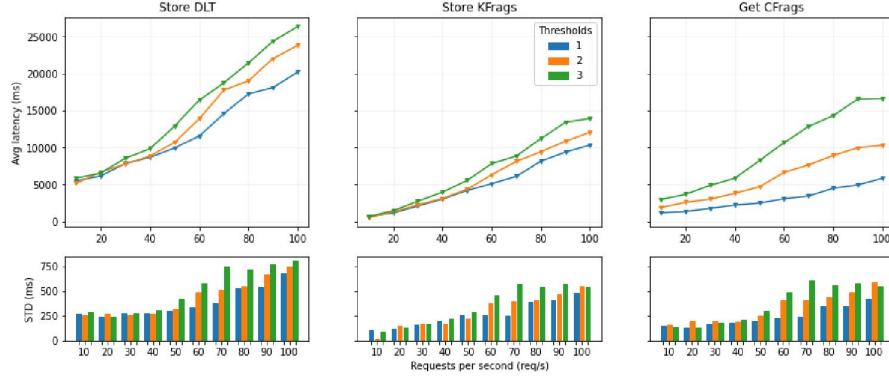 Store DLT
Store KFrags
Get CFrags
Avg latency (ms)
25000
20000
15000
10000
5000
0
Thresholds
1
2
3
20 40 60 80 100
20 40 60 80 100
20 40 60 80 100
STD (ms)
750
500
250
0
10 20 30 40 50 60 70 80 90 100
10 20 30 40 50 60 70 80 90 100
10 20 30 40 50 60 70 80 90 100
Requests per second (req/s)